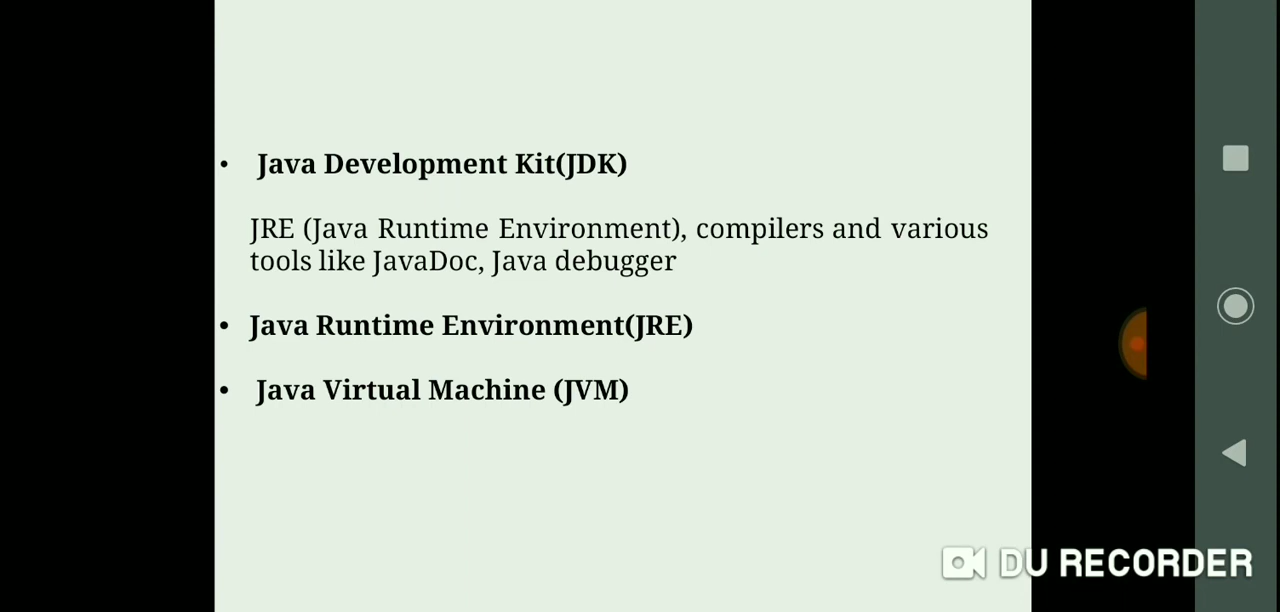 • Java Development Kit(JDK)
JRE (Java Runtime Environment), compilers and various
tools like JavaDoc, Java debugger
• Java Runtime Environment(JRE)
• Java Virtual Machine (JVM)
DU RECORDER